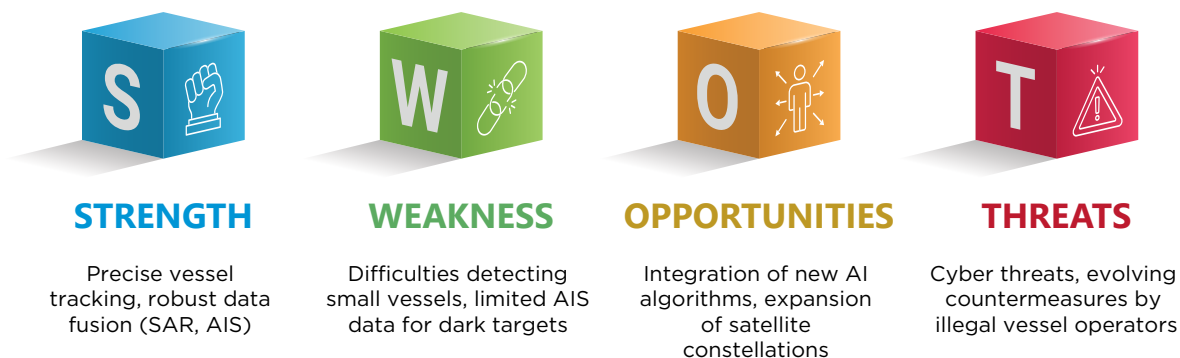 S
W
O
T
STRENGTH
Precise vessel
tracking, robust data
fusion (SAR, AIS)
WEAKNESS
Difficulties detecting
small vessels, limited AIS
data for dark targets
OPPORTUNITIES
Integration of new AI
algorithms, expansion
of satellite
constellations
THREATS
Cyber threats, evolving
countermeasures by
illegal vessel operators